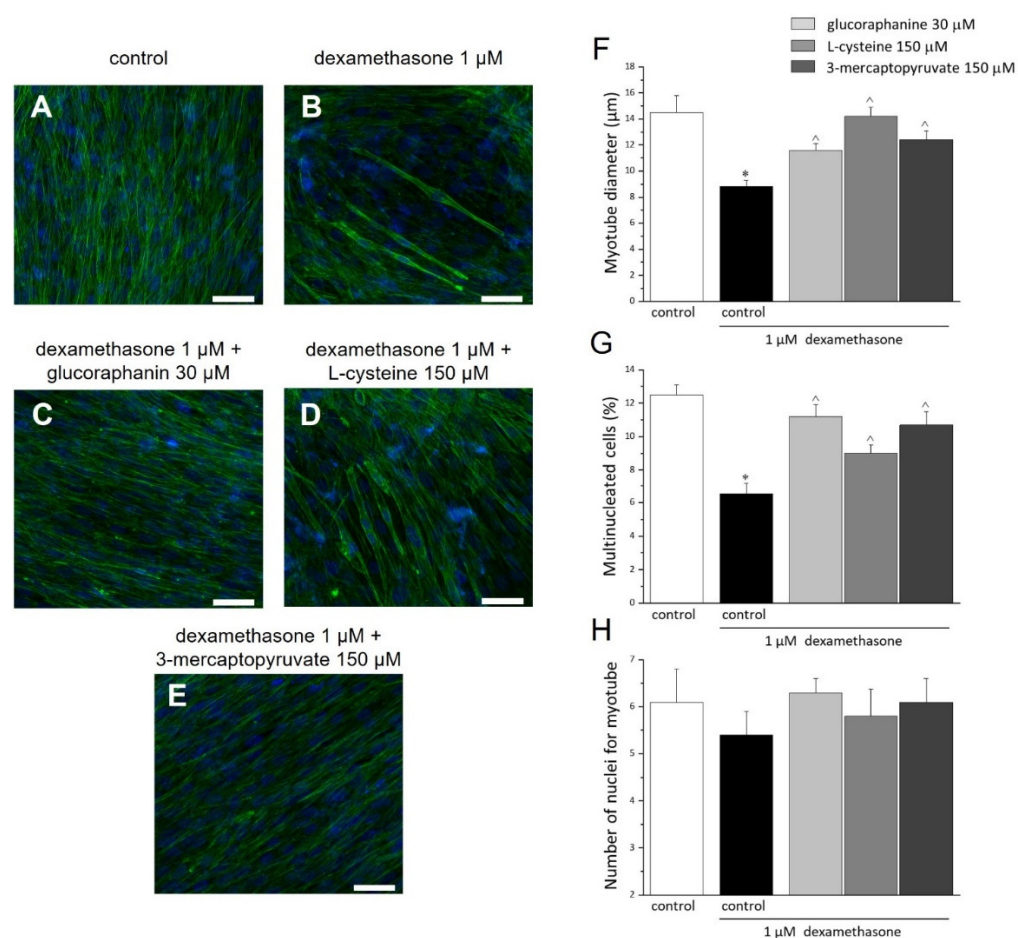 control
dexamethasone 1 µM
A
B
dexamethasone 1 µM +
glucoraphanin 30 µM
dexamethasone 1 µM +
L-cysteine 150 µM
C
D
dexamethasone 1 µM +
3-mercaptopyruvate 150 µM
E
glucoraphanine 30 µM
L-cysteine 150 µM
3-mercaptopyruvate 150 µM
F
Myotube diameter (µm)
18
16
14
12
10
8
6
4
2
0
*
^
^
^
control
control
1 µM dexamethasone
G
Multinucleated cells (%)
14
12
10
8
6
4
2
0
*
^
^
^
control
control
1 µM dexamethasone
H
Number of nuclei for myotube
7
6
5
4
3
2
control
control
1 µM dexamethasone